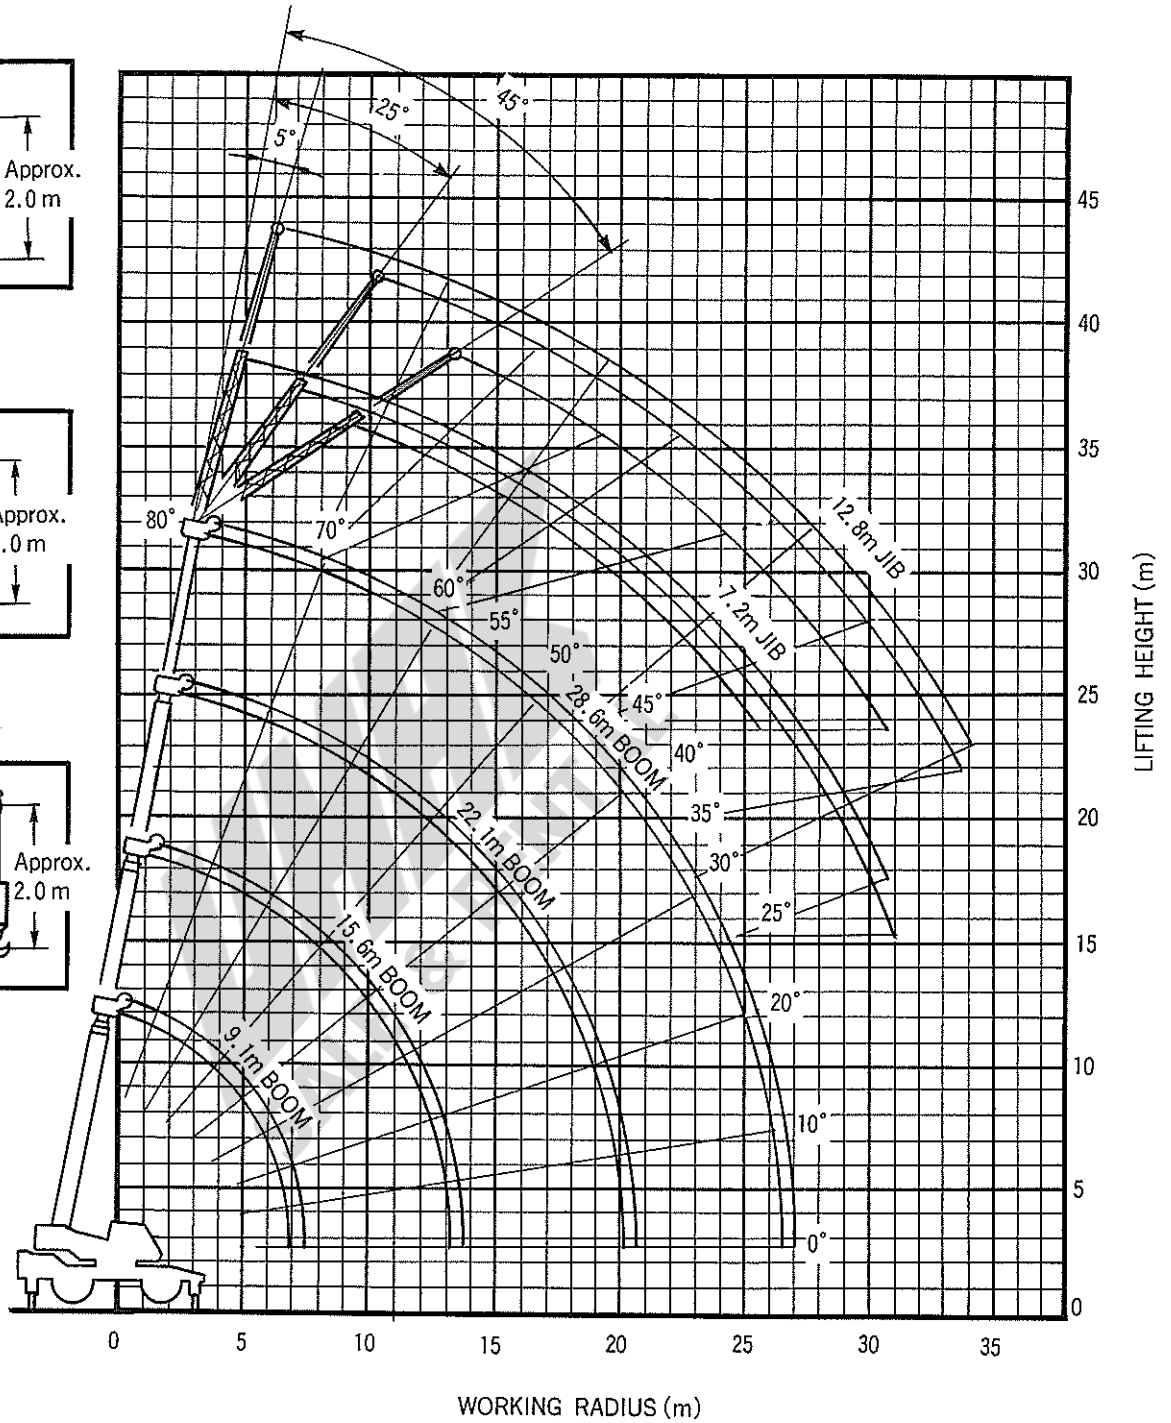 45°
25°
5°
Approx.
2.0 m
45
40
35
80°
70°
12.8m JIB
Approx.
.0 m
30
60°
7.2m JIB
55°
50°
LIFTING HEIGHT (m)
28.6m BOOM
45°
25
40°
35°
20
22.1m BOOM
30°
Approx.
2.0 m
25°
15.6m BOOM
15
20°
9.1m BOOM
10
10°
5
0°
0
0 5 10 15 20 25 30 35
WORKING RADIUS (m)